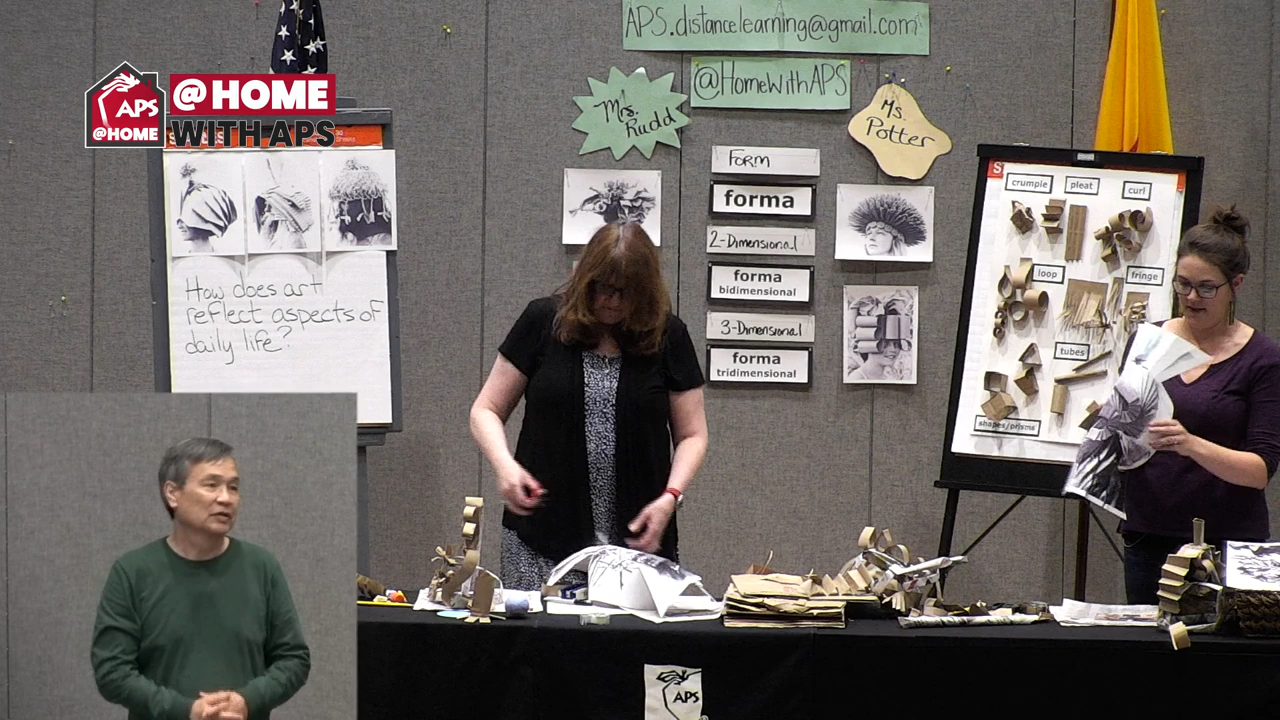 APS.distancelearning@gmail.com
@HomeWithAPS
APS
@HOME
@HOME
WITH APS
Mrs.
Rudd
Ms.
Potter
FORM
forma
2-Dimensional
forma
bidimensional
3-Dimensional
forma
tridimensional
How does art
reflect aspects of
daily life?
crumple
pleat
curl
loop
fringe
tubes
shapes/prisms
APS